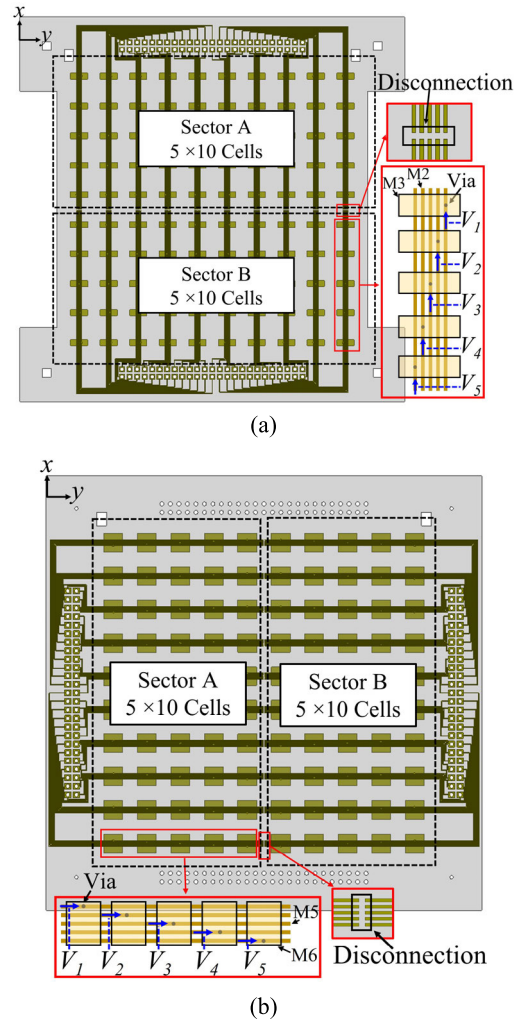 x
y
Sector A
5 ×10 Cells
Sector B
5 ×10 Cells
Disconnection
M3
M2
Via
V1
V2
V3
V4
V5
(a)
x
y
Sector A
5 ×10 Cells
Sector B
5 ×10 Cells
Via
M5
M6
V1 V2 V3 V4 V5
Disconnection
(b)